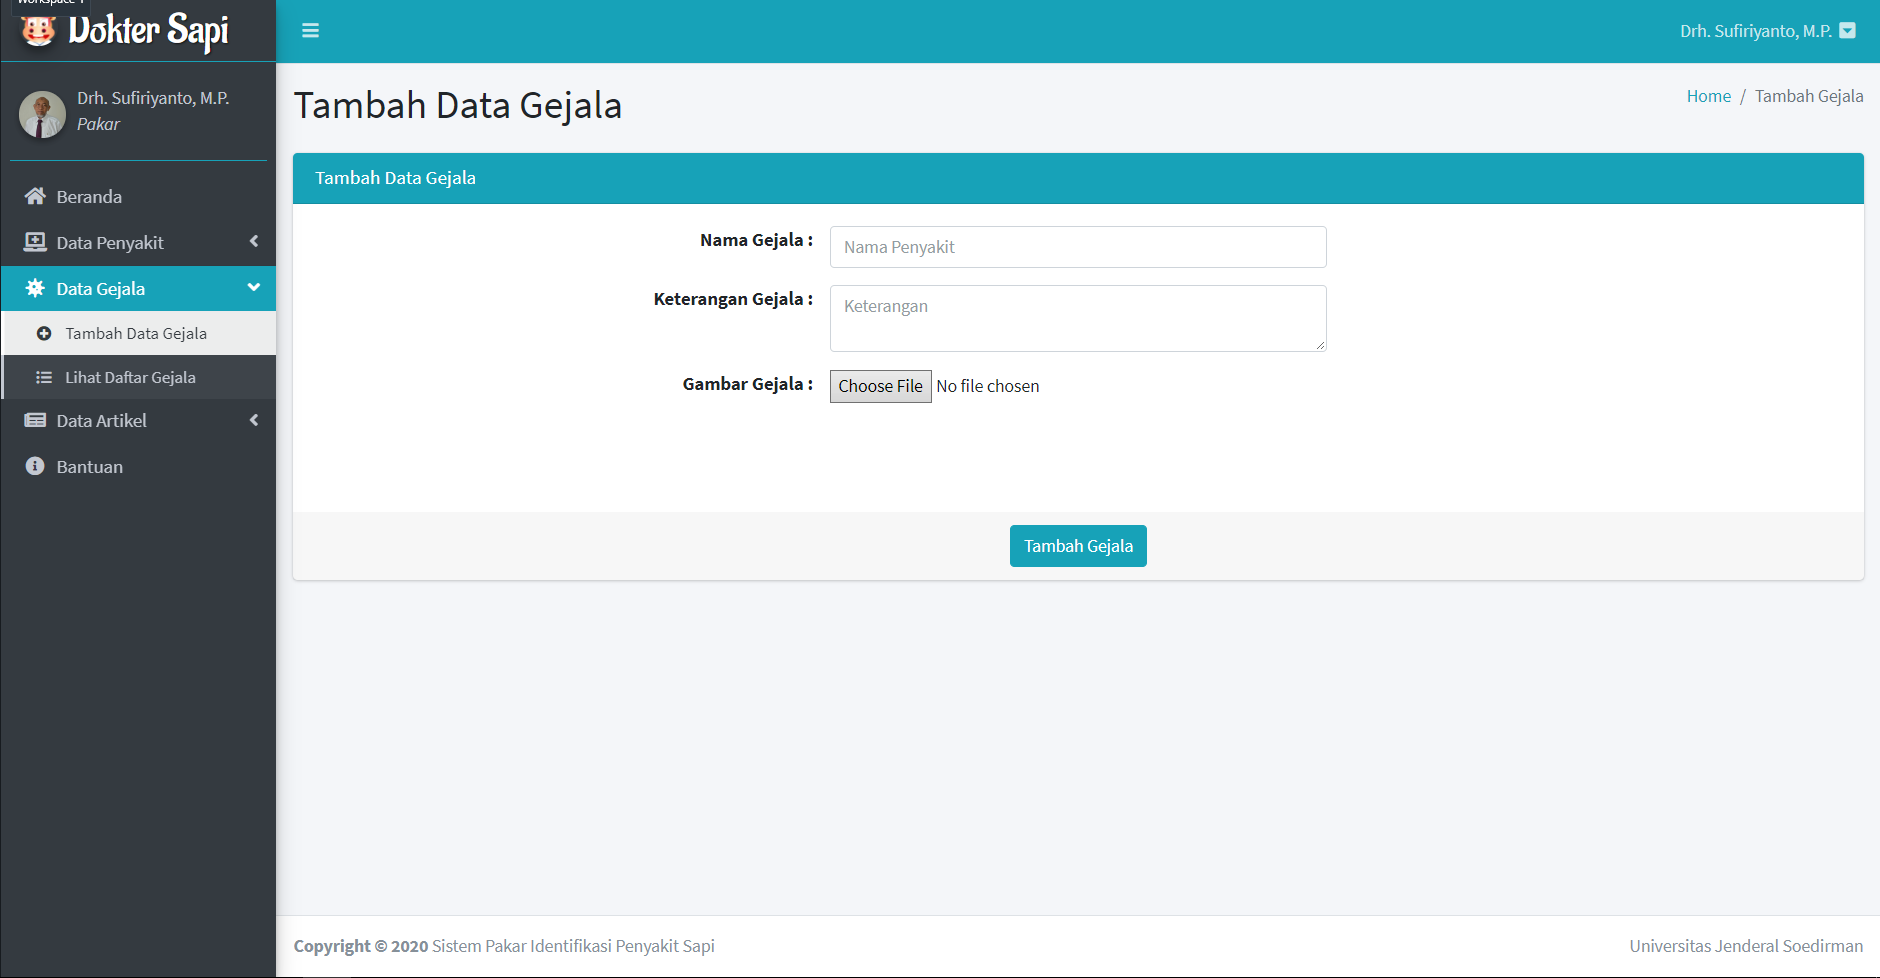 Workspace 1
Dokter Sapi
Drh. Sufiriyanto, M.P.
Drh. Sufiriyanto, M.P.
Pakar
Beranda
Data Penyakit
Data Gejala
Tambah Data Gejala
Lihat Daftar Gejala
Data Artikel
Bantuan
Tambah Data Gejala
Home / Tambah Gejala
Tambah Data Gejala
Nama Gejala : Nama Penyakit
Keterangan Gejala : Keterangan
Gambar Gejala : Choose File No file chosen
Tambah Gejala
Copyright © 2020 Sistem Pakar Identifikasi Penyakit Sapi
Universitas Jenderal Soedirman